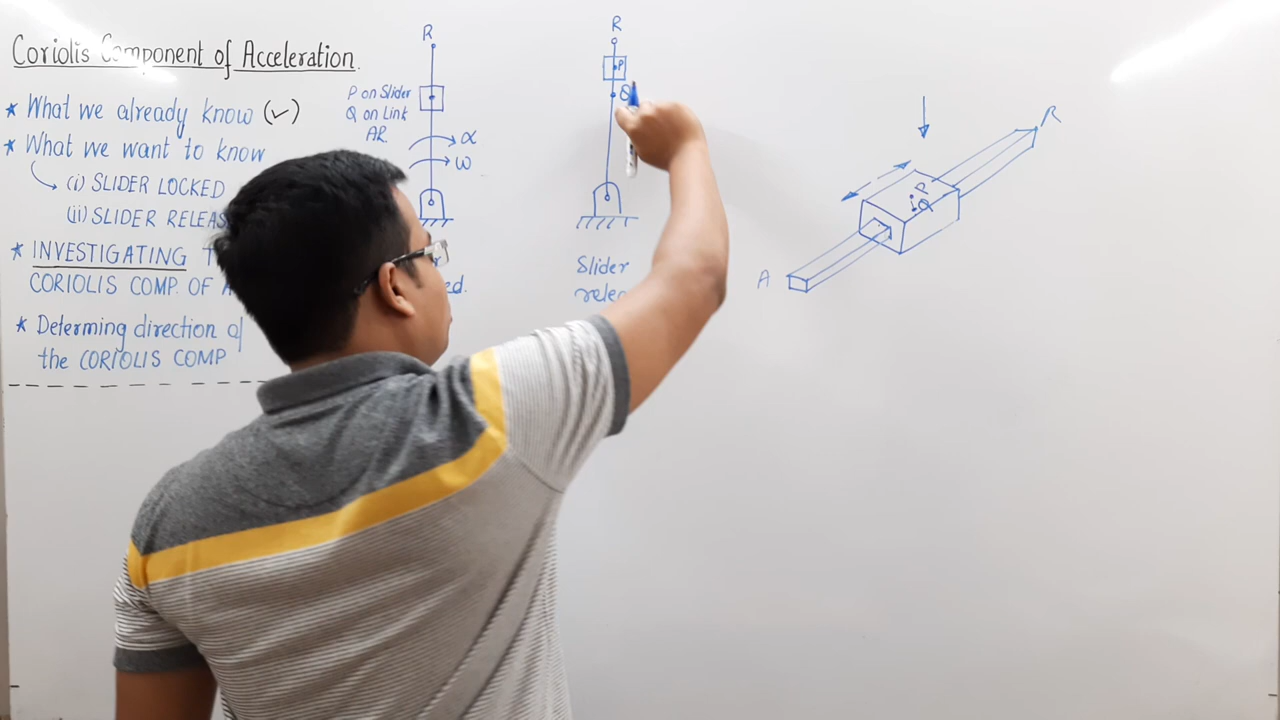 Coriolis Component of Acceleration.
* What we already know (✓)
* What we want to know
(i) SLIDER LOCKED
(ii) SLIDER RELEAS
* INVESTIGATING T
CORIOLIS COMP. OF A
* Determing direction of
the CORIOLIS COMP
R
P on Slider
Q on Link
AR.
α
ω
ed.
R
P
Q
Slider
relea
R
P
Q
A